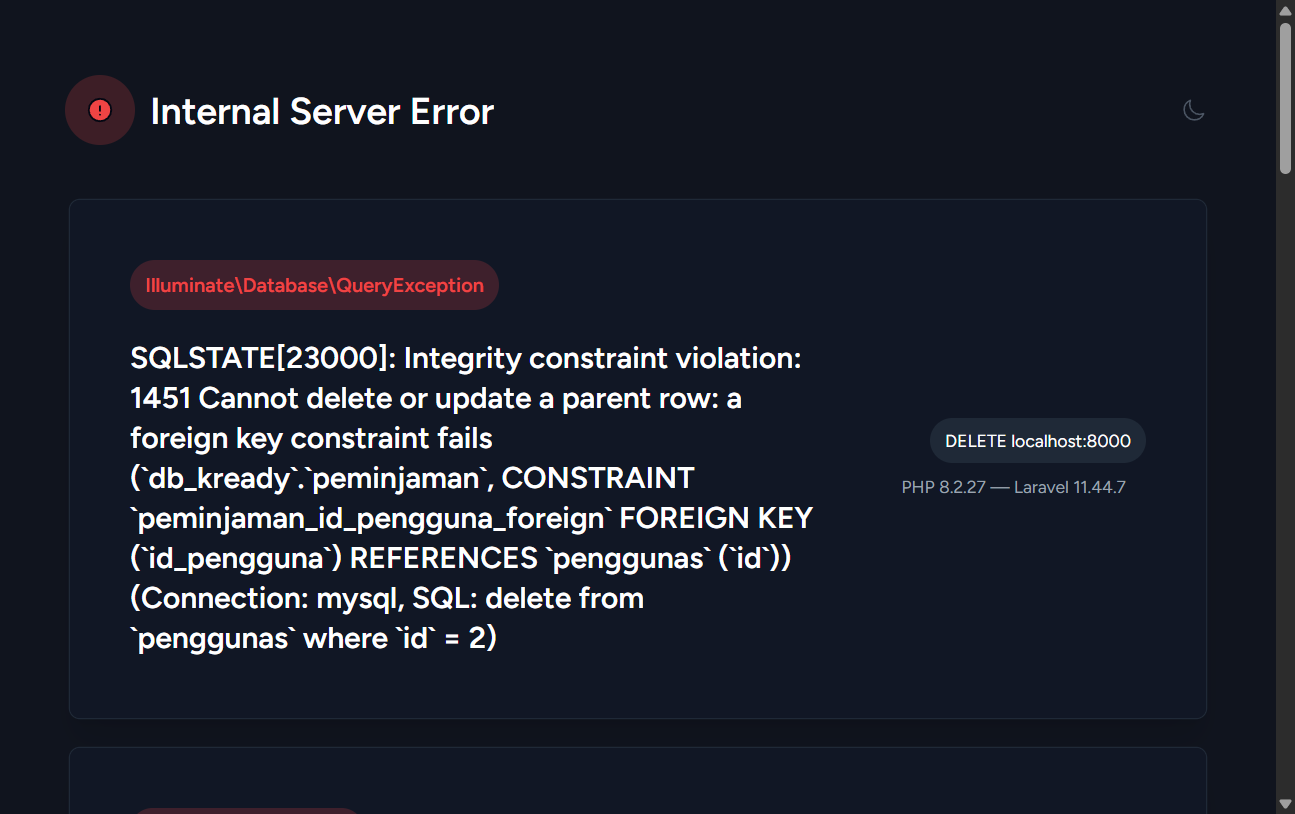 Internal Server Error
Illuminate\Database\QueryException
SQLSTATE[23000]: Integrity constraint violation:
1451 Cannot delete or update a parent row: a
foreign key constraint fails
(`db_kready`.`peminjaman`, CONSTRAINT
`peminjaman_id_pengguna_foreign` FOREIGN KEY
(`id_pengguna`) REFERENCES `penggunas` (`id`))
(Connection: mysql, SQL: delete from
`penggunas` where `id` = 2)
DELETE localhost:8000
PHP 8.2.27 — Laravel 11.44.7